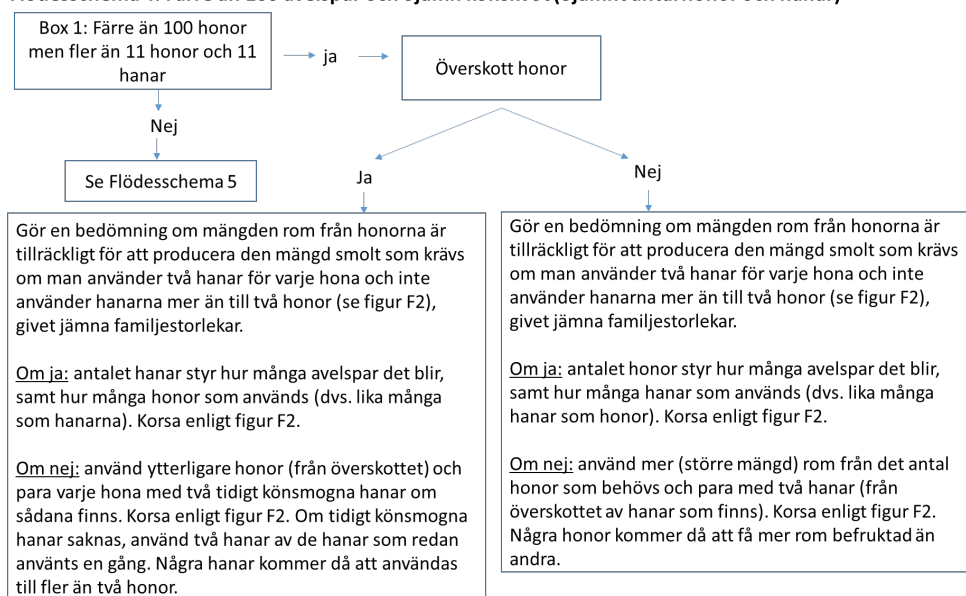 Box 1: Färre än 100 honor
men fler än 11 honor och 11
hanar
ja
Överskott honor
Nej
Se Flödesschema 5
Ja
Nej
Gör en bedömning om mängden rom från honorna är
tillräckligt för att producera den mängd smolt som krävs
om man använder två hanar för varje hona och inte
använder hanarna mer än till två honor (se figur F2),
givet jämna familjestorlekar.
Om ja: antalet hanar styr hur många avelspar det blir,
samt hur många honor som används (dvs. lika många
som hanarna). Korsa enligt figur F2.
Om nej: använd ytterligare honor (från överskottet) och
para varje hona med två tidigt könsmogna hanar om
sådana finns. Korsa enligt figur F2. Om tidigt könsmogna
hanar saknas, använd två hanar av de hanar som redan
använts en gång. Några hanar kommer då att användas
till fler än två honor.
Gör en bedömning om mängden rom från honorna är
tillräckligt för att producera den mängd smolt som krävs
om man använder två hanar för varje hona och inte
använder hanarna mer än till två honor (se figur F2),
givet jämna familjestorlekar.
Om ja: antalet honor styr hur många avelspar det blir,
samt hur många hanar som används (dvs. lika många
hanar som honor). Korsa enligt figur F2.
Om nej: använd mer (större mängd) rom från det antal
honor som behövs och para med två hanar (från
överskottet av hanar som finns). Korsa enligt figur F2.
Några honor kommer då att få mer rom befruktad än
andra.